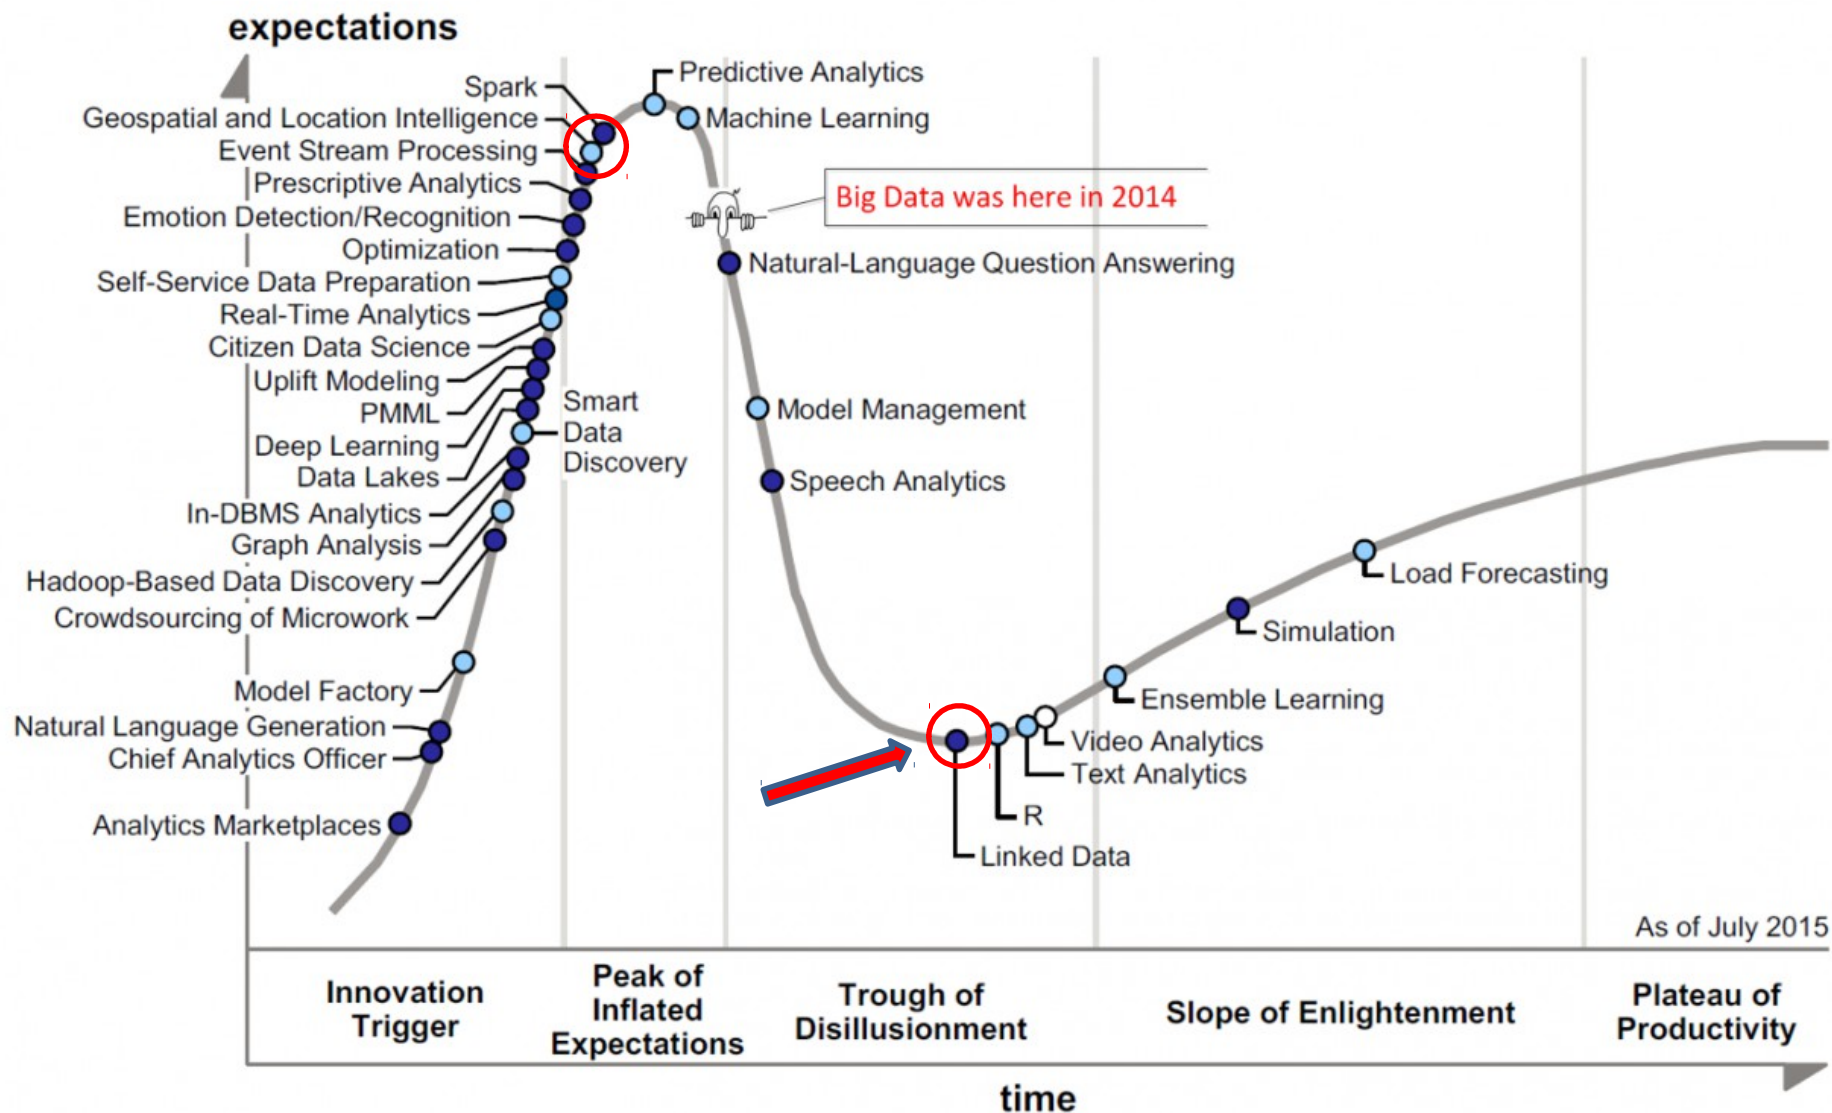 expectations
Spark
Predictive Analytics
Geospatial and Location Intelligence
Machine Learning
Event Stream Processing
Prescriptive Analytics
Big Data was here in 2014
Emotion Detection/Recognition
Optimization
Natural-Language Question Answering
Self-Service Data Preparation
Real-Time Analytics
Citizen Data Science
Uplift Modeling
PMML
Smart
Data
Discovery
Model Management
Deep Learning
Data Lakes
Speech Analytics
In-DBMS Analytics
Graph Analysis
Hadoop-Based Data Discovery
Crowdsourcing of Microwork
Load Forecasting
Simulation
Model Factory
Ensemble Learning
Natural Language Generation
Video Analytics
Chief Analytics Officer
Text Analytics
R
Analytics Marketplaces
Linked Data
As of July 2015
Innovation
Trigger
Peak of
Inflated
Expectations
Trough of
Disillusionment
Slope of Enlightenment
Plateau of
Productivity
time